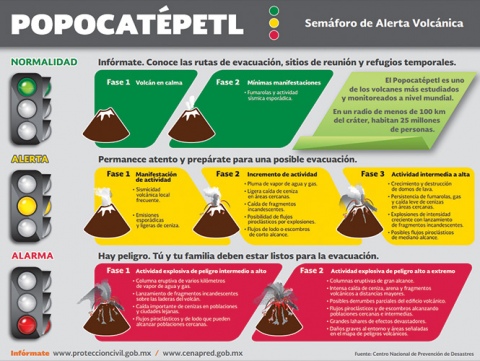 POPOCATÉPETL
Semáforo de Alerta Volcánica
NORMALIDAD
Infórmate. Conoce las rutas de evacuación, sitios de reunión y refugios temporales.
Fase 1 Volcán en calma
Fase 2 Mínimas manifestaciones
• Fumarolas y actividad
sísmica esporádica.
El Popocatépetl es uno
de los volcanes más estudiados
y monitoreados a nivel mundial.
En un radio de menos de 100 km
del cráter, habitan 25 millones
de personas.
ALERTA
Permanece atento y prepárate para una posible evacuación.
Fase 1 Manifestación
de actividad
• Sismicidad
volcánica local
frecuente.
• Emisiones
esporádicas
y ligeras de ceniza.
Fase 2 Incremento de actividad
• Pluma de vapor de agua y gas.
• Ligera caída de ceniza
en áreas cercanas.
• Caída de fragmentos
incandescentes.
• Posibilidad de flujos
piroclásticos por explosiones.
• Flujos de lodo o escombros
de corto alcance.
Fase 3 Actividad intermedia a alta
• Crecimiento y destrucción
de domos de lava.
• Persistencia de fumarolas, gas
y caída leve de cenizas
en áreas cercanas.
• Explosiones de intensidad
creciente con lanzamiento
de fragmentos incandescentes.
• Posibles flujos piroclásticos
de mediano alcance.
ALARMA
Hay peligro. Tú y tu familia deben estar listos para la evacuación.
Fase 1 Actividad explosiva de peligro intermedio a alto
• Columna eruptiva de varios kilómetros
de vapor de agua y gas.
• Lanzamiento de fragmentos incandescentes
sobre las laderas del volcán.
• Caída importante de cenizas en poblaciones
y ciudades lejanas.
• Flujos piroclásticos y de lodo que pueden
alcanzar poblaciones cercanas.
Fase 2 Actividad explosiva de peligro alto a extremo
• Columnas eruptivas de gran alcance.
• Intensa caída de ceniza, arena y fragmentos
volcánicos a distancias mayores.
• Posibles derrumbes parciales del edificio volcánico.
• Flujos piroclásticos y de escombros alcanzando
poblaciones cercanas e intermedias.
• Grandes lahares de efectos devastadores.
• Daños graves al entorno y áreas señaladas
en el mapa de peligros volcánicos.
Infórmate www.proteccioncivil.gob.mx / www.cenapred.gob.mx
Fuente: Centro Nacional de Prevención de Desastres